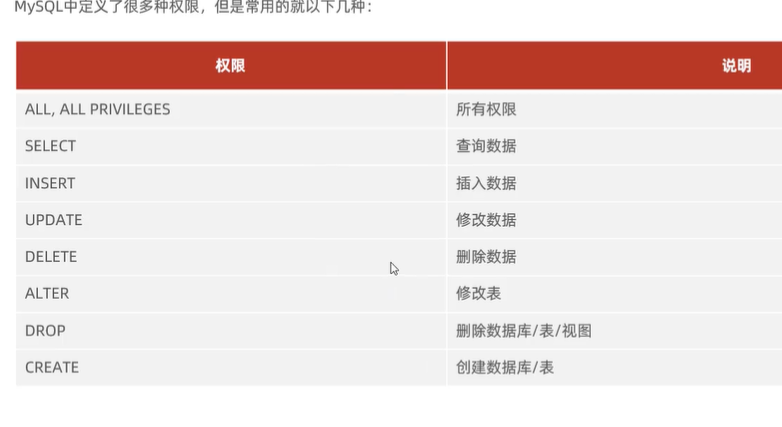 MySQL中定义了很多种权限，但是常用的就以下几种：
权限 说明
ALL, ALL PRIVILEGES 所有权限
SELECT 查询数据
INSERT 插入数据
UPDATE 修改数据
DELETE 删除数据
ALTER 修改表
DROP 删除数据库/表/视图
CREATE 创建数据库/表